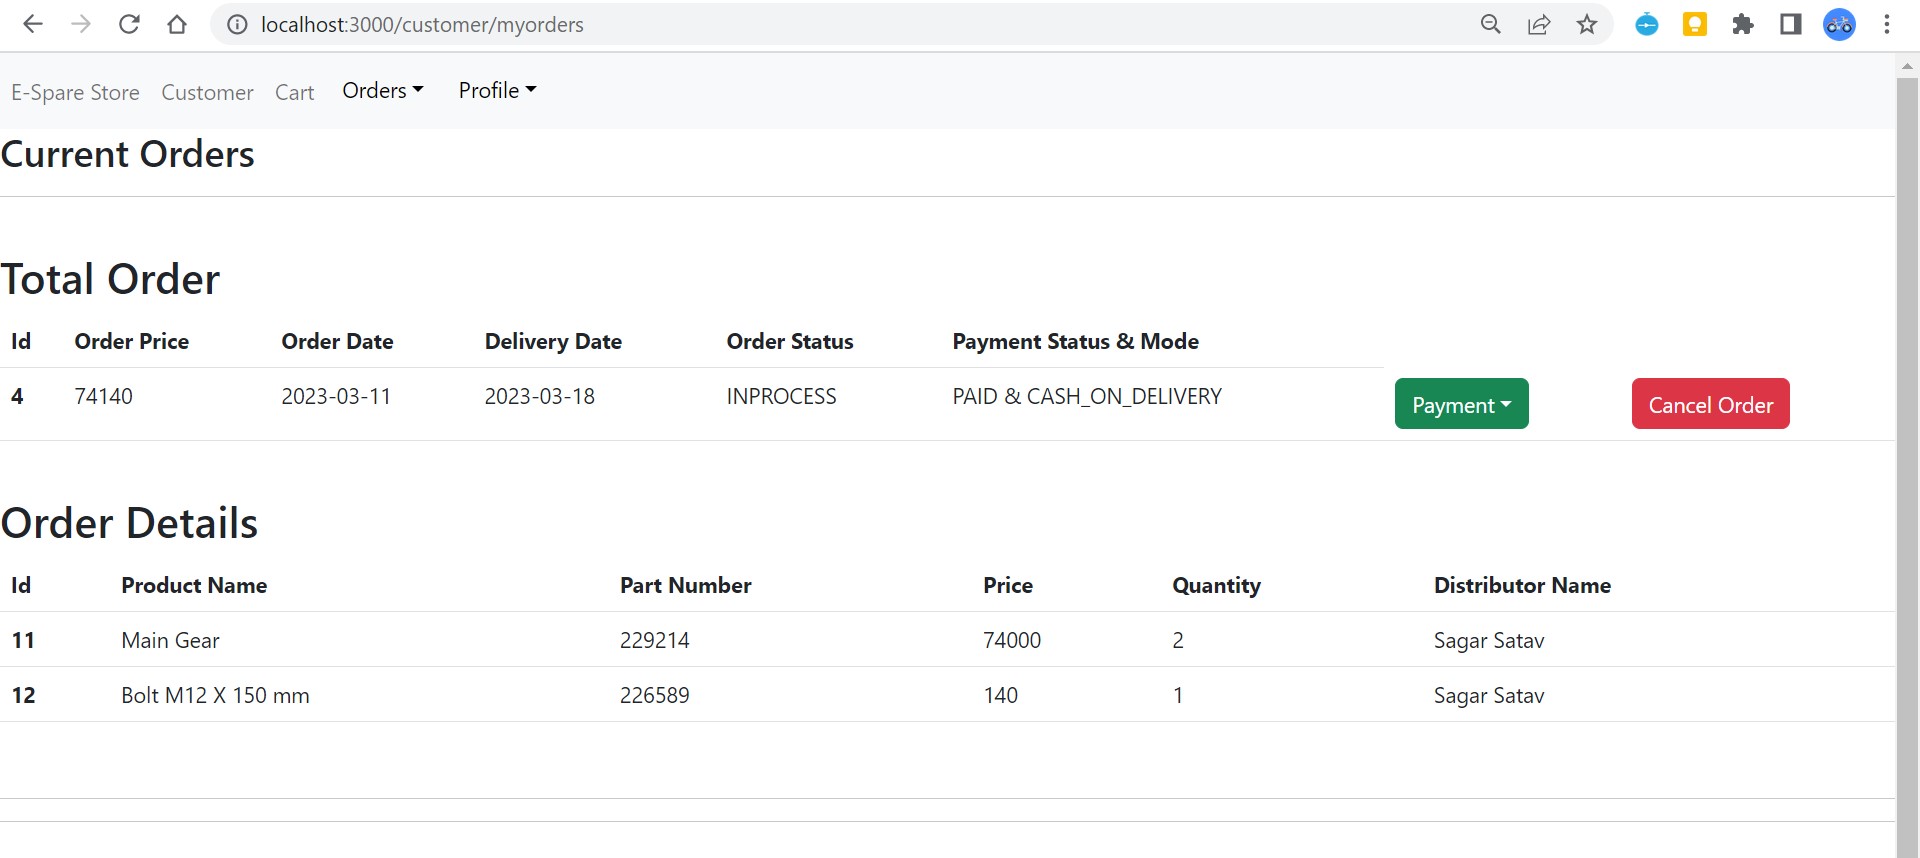 localhost:3000/customer/myorders
E-Spare Store Customer Cart Orders Profile
Current Orders
Total Order
Id Order Price Order Date Delivery Date Order Status Payment Status & Mode
4 74140 2023-03-11 2023-03-18 INPROCESS PAID & CASH_ON_DELIVERY Payment Cancel Order
Order Details
Id Product Name Part Number Price Quantity Distributor Name
11 Main Gear 229214 74000 2 Sagar Satav
12 Bolt M12 X 150 mm 226589 140 1 Sagar Satav